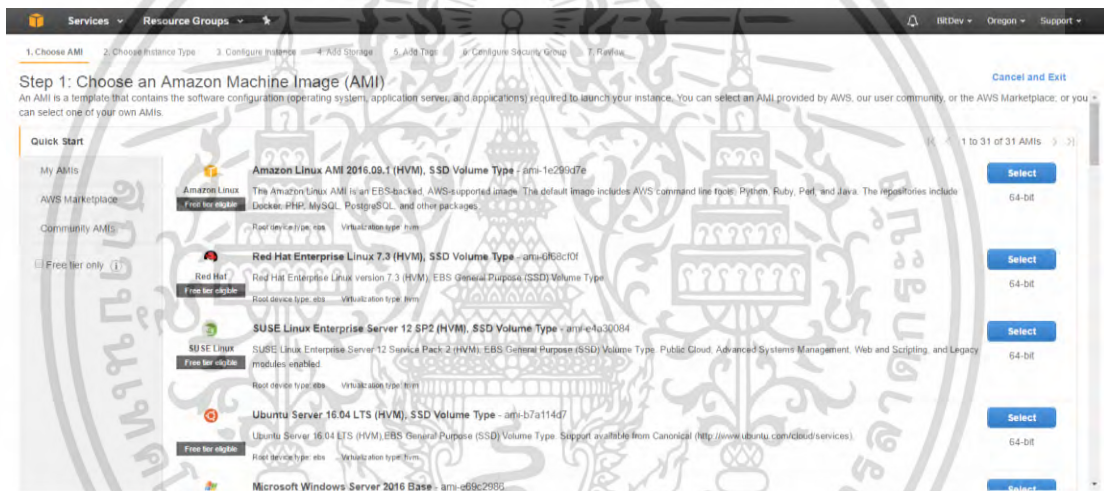 Services Resource Groups BitDev Oregon Support
1. Choose AMI 2. Choose Instance Type 3. Configure Instance 4. Add Storage 5. Add Tags 6. Configure Security Group 7. Review
Step 1: Choose an Amazon Machine Image (AMI)
Cancel and Exit
An AMI is a template that contains the software configuration (operating system, application server, and applications) required to launch your instance. You can select an AMI provided by AWS, our user community, or the AWS Marketplace; or you
can select one of your own AMIs.
Quick Start
1 to 31 of 31 AMIs
My AMIs
AWS Marketplace
Community AMIs
Free tier only
Amazon Linux
Free tier eligible
Amazon Linux AMI 2016.09.1 (HVM), SSD Volume Type - ami-1e299d7e
The Amazon Linux AMI is an EBS-backed, AWS-supported image. The default image includes AWS command line tools, Python, Ruby, Perl, and Java. The repositories include
Docker, PHP, MySQL, PostgreSQL, and other packages.
Root device type: ebs Virtualization type: hvm
Select
64-bit
Red Hat
Free tier eligible
Red Hat Enterprise Linux 7.3 (HVM), SSD Volume Type - ami-6f68cf0f
Red Hat Enterprise Linux version 7.3 (HVM), EBS General Purpose (SSD) Volume Type
Root device type: ebs Virtualization type: hvm
Select
64-bit
SUSE Linux
Free tier eligible
SUSE Linux Enterprise Server 12 SP2 (HVM), SSD Volume Type - ami-e4a30084
SUSE Linux Enterprise Server 12 Service Pack 2 (HVM), EBS General Purpose (SSD) Volume Type. Public Cloud, Advanced Systems Management, Web and Scripting, and Legacy
modules enabled.
Root device type: ebs Virtualization type: hvm
Select
64-bit
Free tier eligible
Ubuntu Server 16.04 LTS (HVM), SSD Volume Type - ami-b7a114d7
Ubuntu Server 16.04 LTS (HVM),EBS General Purpose (SSD) Volume Type. Support available from Canonical (http://www.ubuntu.com/cloud/services).
Root device type: ebs Virtualization type: hvm
Select
64-bit
Microsoft Windows Server 2016 Base - ami-e69c2986
Select